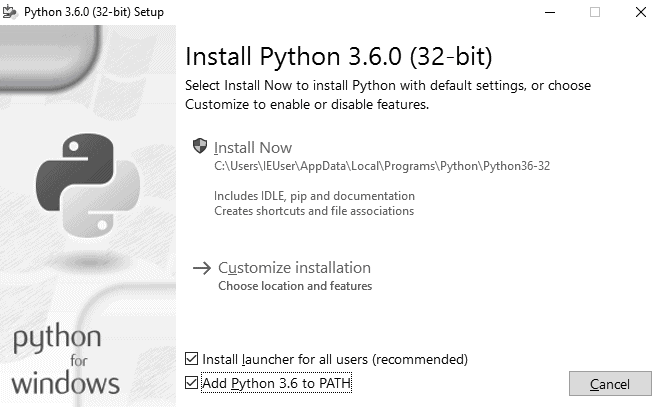 Python 3.6.0 (32-bit) Setup
Install Python 3.6.0 (32-bit)
Select Install Now to install Python with default settings, or choose
Customize to enable or disable features.
Install Now
C:\Users\IEUser\AppData\Local\Programs\Python\Python36-32
Includes IDLE, pip and documentation
Creates shortcuts and file associations
Customize installation
Choose location and features
python
for
windows
Install launcher for all users (recommended)
Add Python 3.6 to PATH
Cancel